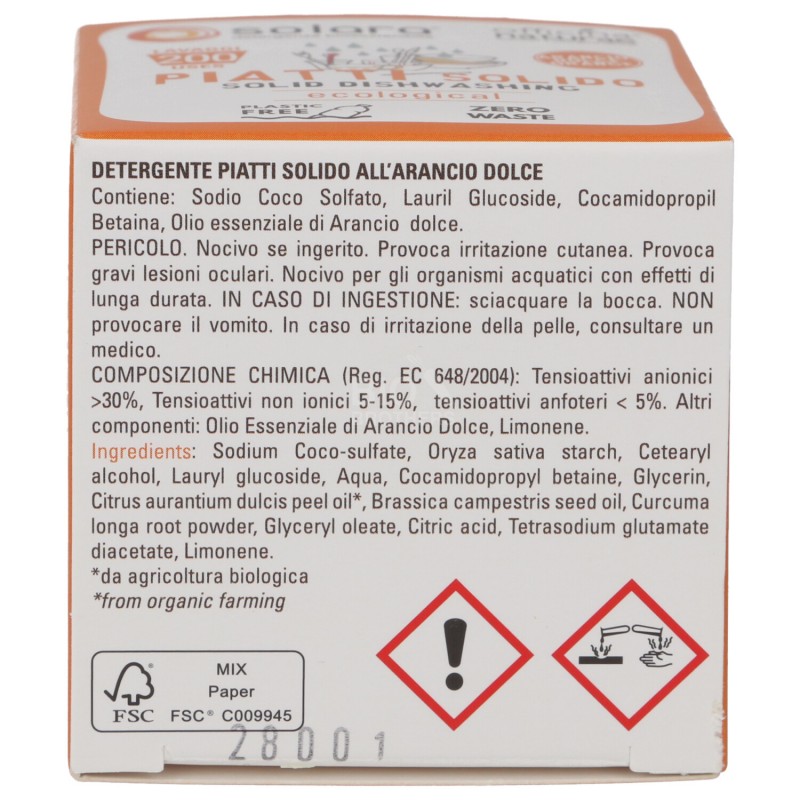 solara
LAVAGGI
200
USES
PIATTI SOLIDO
SOLID DISHWASHING
ecological
PLASTIC
FREE
ZERO
WASTE
DETERGENTE PIATTI SOLIDO ALL'ARANCIO DOLCE
Contiene: Sodio Coco Solfato, Lauril Glucoside, Cocamidopropil
Betaina, Olio essenziale di Arancio dolce.
PERICOLO. Nocivo se ingerito. Provoca irritazione cutanea. Provoca
gravi lesioni oculari. Nocivo per gli organismi acquatici con effetti di
lunga durata. IN CASO DI INGESTIONE: sciacquare la bocca. NON
provocare il vomito. In caso di irritazione della pelle, consultare un
medico.
COMPOSIZIONE CHIMICA (Reg. EC 648/2004): Tensioattivi anionici
>30%, Tensioattivi non ionici 5-15%, tensioattivi anfoteri < 5%. Altri
componenti: Olio Essenziale di Arancio Dolce, Limonene.
Ingredients: Sodium Coco-sulfate, Oryza sativa starch, Cetearyl
alcohol, Lauryl glucoside, Aqua, Cocamidopropyl betaine, Glycerin,
Citrus aurantium dulcis peel oil*, Brassica campestris seed oil, Curcuma
longa root powder, Glyceryl oleate, Citric acid, Tetrasodium glutamate
diacetate, Limonene.
*da agricoltura biologica
*from organic farming
FSC
MIX
Paper
FSC® C009945
28001